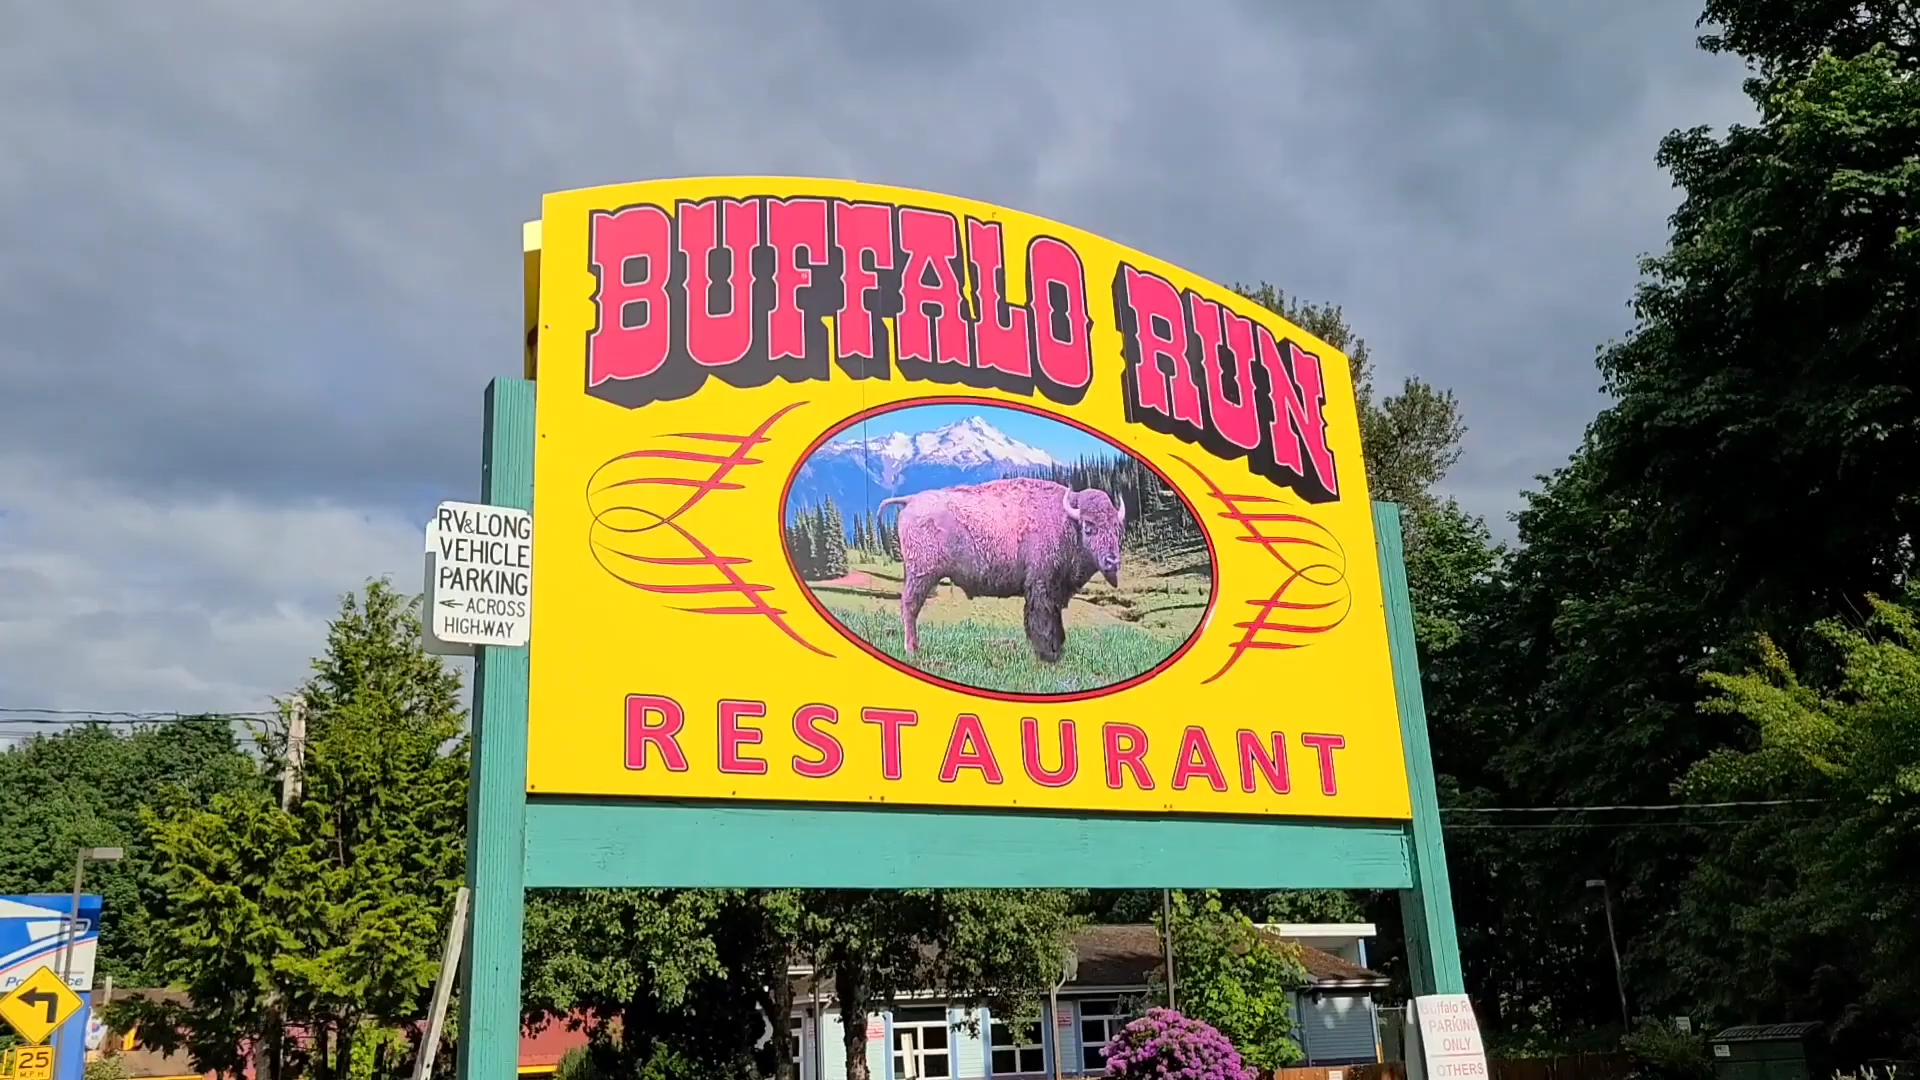 BUFFALO RUN
RV & LONG
VEHICLE
PARKING
← ACROSS
HIGHWAY
RESTAURANT
25
M.P.H.
PARKING
ONLY
OTHERS